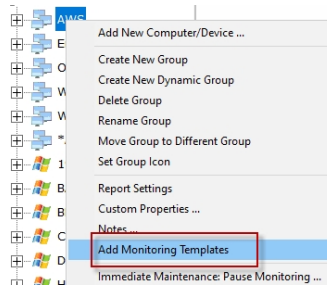 AWS
Add New Computer/Device ...
E
Create New Group
O
Create New Dynamic Group
W
Delete Group
W
Rename Group
*.
Move Group to Different Group
1
Set Group Icon
B
Report Settings
B
Custom Properties ...
C
Notes ...
D
Add Monitoring Templates
H
Immediate Maintenance: Pause Monitoring ...